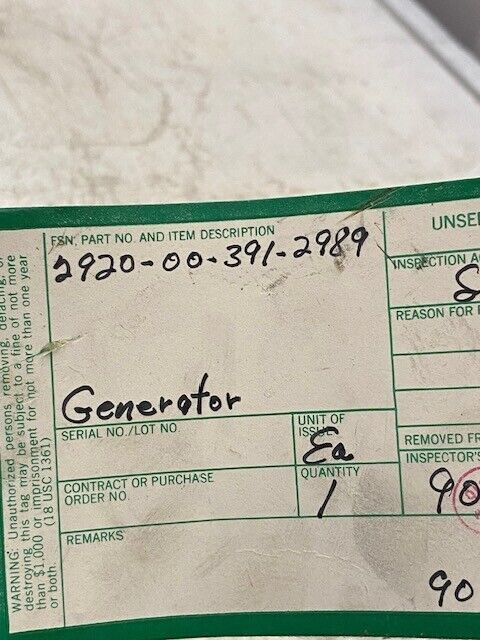 WARNING: Unauthorized persons removing, defacing, or
destroying this tag may be subject to a fine of not more
than $1,000 or imprisonment for not more than one year
or both. (18 USC 1361)
FSN, PART NO. AND ITEM DESCRIPTION
2920-00-391-2989
Generator
SERIAL NO./LOT NO.
UNIT OF
ISSUE
Ea
CONTRACT OR PURCHASE
ORDER NO.
QUANTITY
1
REMARKS
UNSE
INSPECTION A
REASON FOR
REMOVED FR
INSPECTOR'S
90
90